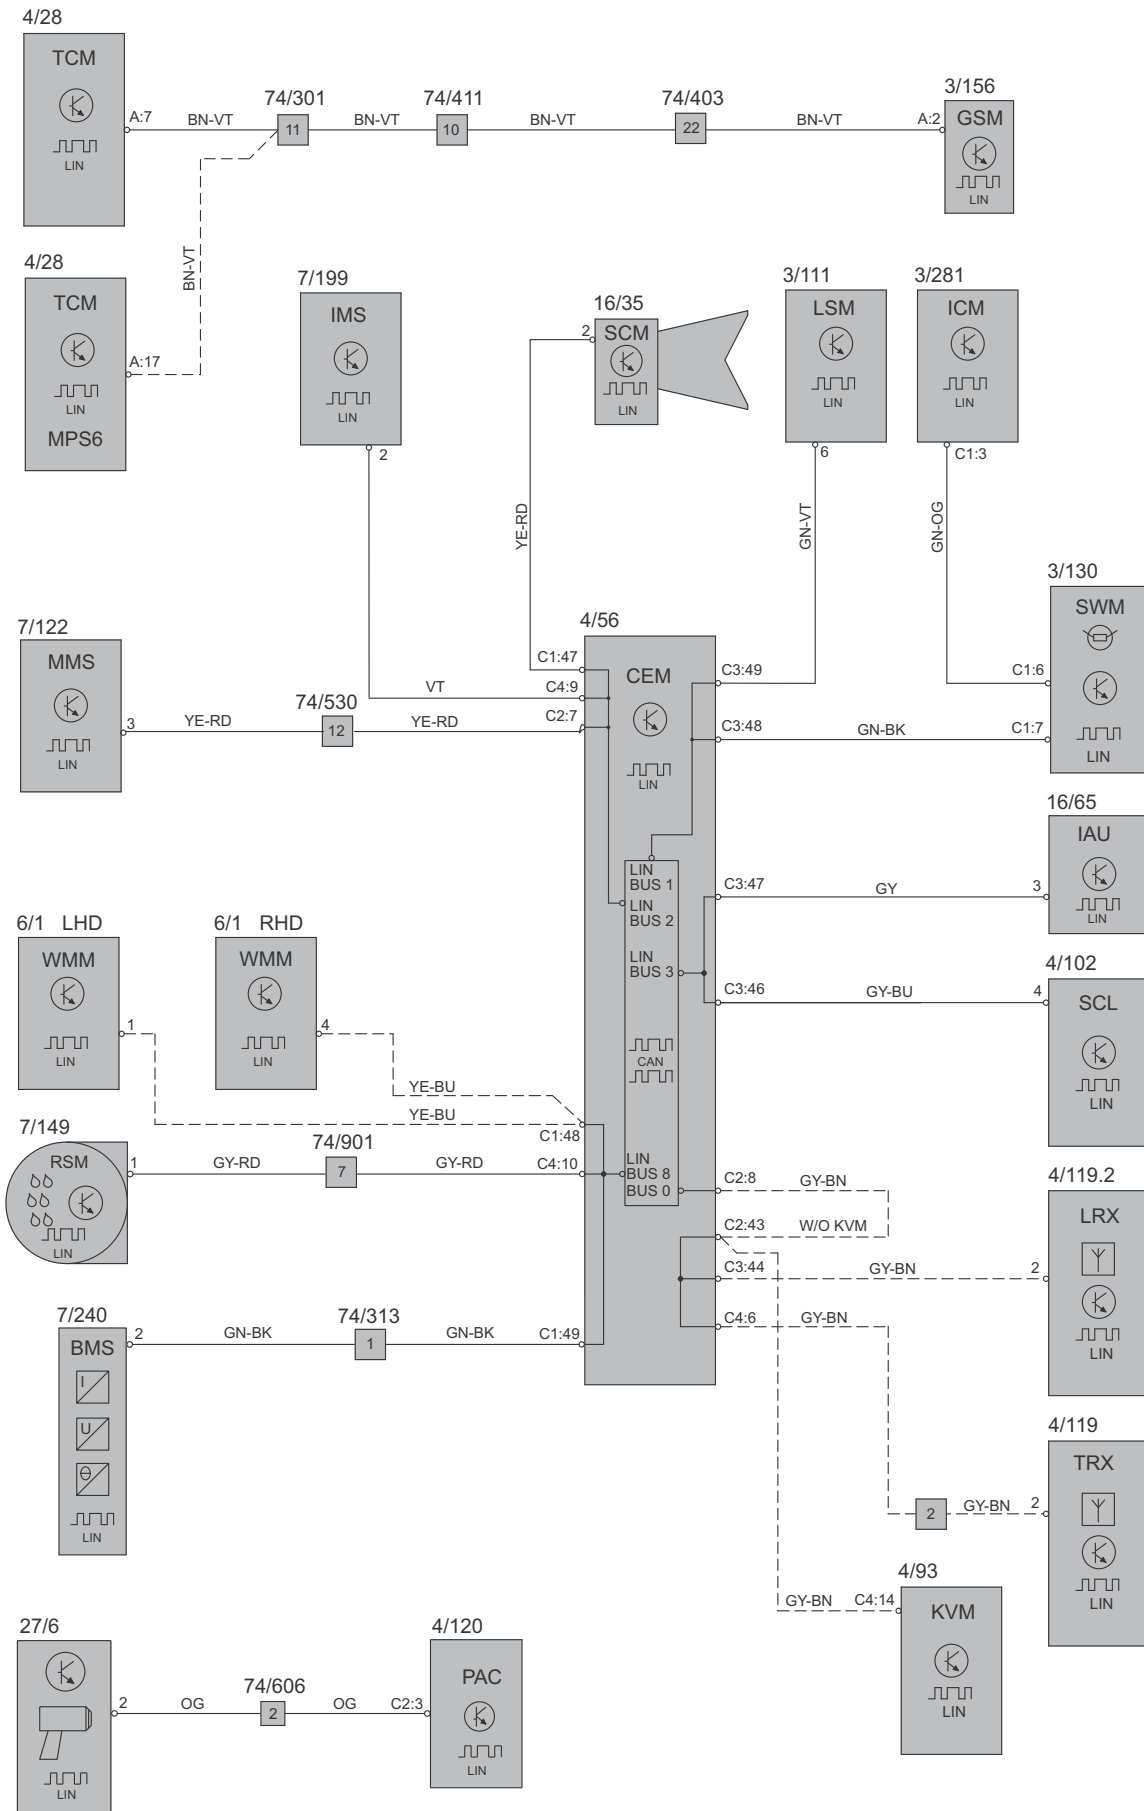 4/28
TCM
LIN
A:7
BN-VT
74/301
11
BN-VT
74/411
10
BN-VT
74/403
22
BN-VT
A:2
3/156
GSM
LIN
BN-VT
4/28
TCM
LIN
MPS6
A:17
7/199
IMS
LIN
2
16/35
2
SCM
LIN
YE-RD
3/111
LSM
LIN
6
GN-VT
3/281
ICM
LIN
C1:3
GN-OG
3/130
SWM
C1:6
C1:7
LIN
7/122
MMS
LIN
3
YE-RD
74/530
12
YE-RD
VT
4/56
C1:47
C4:9
C2:7
CEM
LIN
C3:49
C3:48
GN-BK
LIN
BUS 1
LIN
BUS 2
LIN
BUS 3
CAN
LIN
BUS 8
BUS 0
C3:47
GY
3
16/65
IAU
LIN
C3:46
GY-BU
4
4/102
SCL
LIN
6/1 LHD
WMM
LIN
1
6/1 RHD
WMM
LIN
4
YE-BU
YE-BU
C1:48
7/149
RSM
LIN
1
GY-RD
74/901
7
GY-RD
C4:10
C2:8
GY-BN
C2:43
W/O KVM
C3:44
GY-BN
2
4/119.2
LRX
LIN
C4:6
GY-BN
7/240
BMS
I
U
θ
LIN
2
GN-BK
74/313
1
GN-BK
C1:49
2
GY-BN
2
4/119
TRX
LIN
GY-BN
C4:14
4/93
KVM
LIN
27/6
LIN
2
OG
74/606
2
OG
C2:3
4/120
PAC
LIN